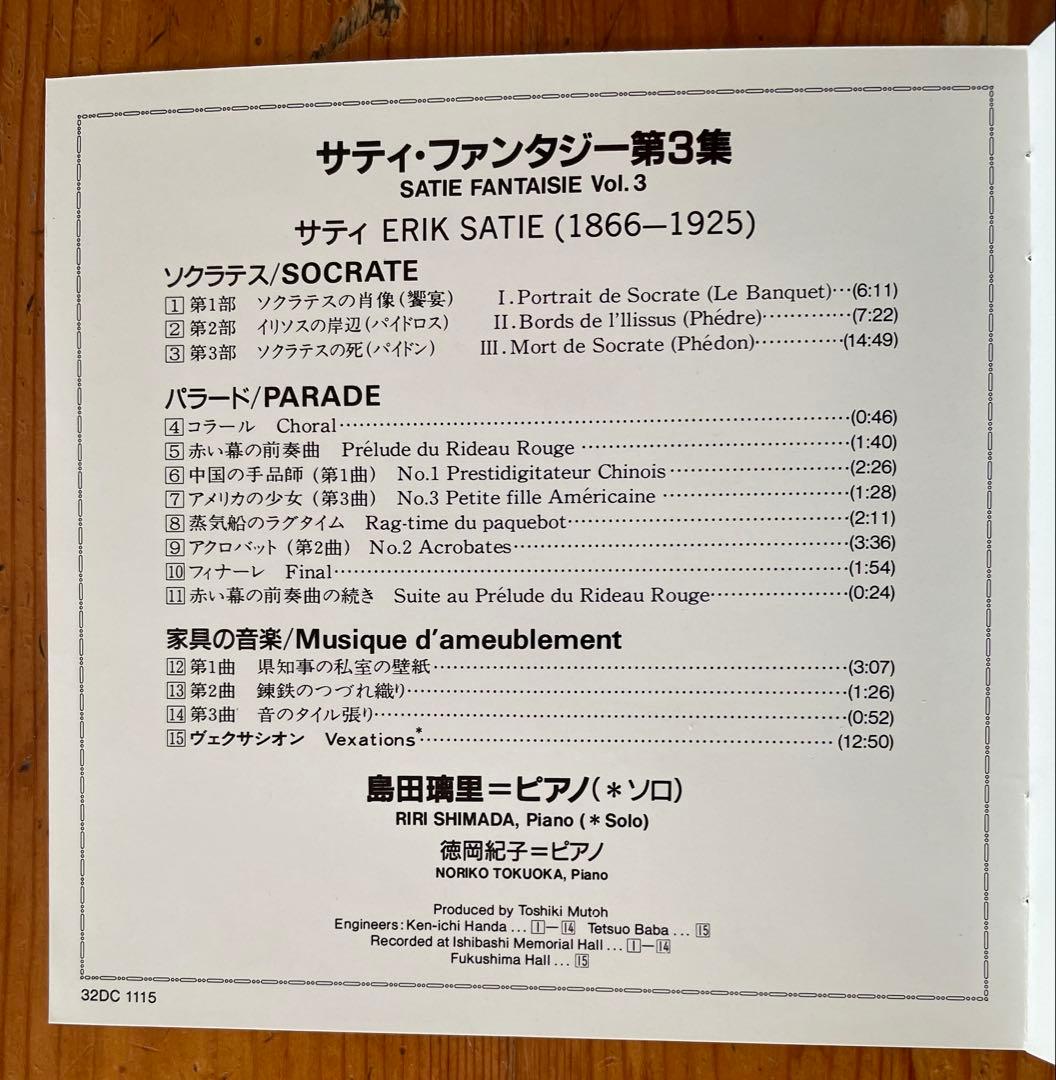 サティ・ファンタジー第3集
SATIE FANTAISIE Vol. 3
サティ ERIK SATIE (1866—1925)
ソクラテス/SOCRATE
1 第1部 ソクラテスの肖像(饗宴) I. Portrait de Socrate (Le Banquet)…(6:11)
2 第2部 イリソスの岸辺(パイドロス) II. Bords de l'llissus (Phédre)…………(7:22)
3 第3部 ソクラテスの死(パイドン) III. Mort de Socrate (Phédon)…………(14:49)
パラード/PARADE
4 コラール Choral……(0:46)
5 赤い幕の前奏曲 Prélude du Rideau Rouge ……(1:40)
6 中国の手品師 (第1曲) No.1 Prestidigitateur Chinois……(2:26)
7 アメリカの少女 (第3曲) No.3 Petite fille Américaine ……(1:28)
8 蒸気船のラグタイム Rag-time du paquebot……(2:11)
9 アクロバット (第2曲) No.2 Acrobates……(3:36)
10 フィナーレ Final……(1:54)
11 赤い幕の前奏曲の続き Suite au Prélude du Rideau Rouge……(0:24)
家具の音楽/Musique d'ameublement
12 第1曲 県知事の私室の壁紙……(3:07)
13 第2曲 錬鉄のつづれ織り……(1:26)
14 第3曲 音のタイル張り……(0:52)
15 ヴェクサシオン Vexations*……(12:50)
島田璃里=ピアノ(*ソロ)
RIRI SHIMADA, Piano (*Solo)
徳岡紀子=ピアノ
NORIKO TOKUOKA, Piano
Produced by Toshiki Mutoh
Engineers: Ken-ichi Handa ... 1—14 Tetsuo Baba ... 15
Recorded at Ishibashi Memorial Hall ... 1—14
Fukushima Hall ... 15
32DC 1115